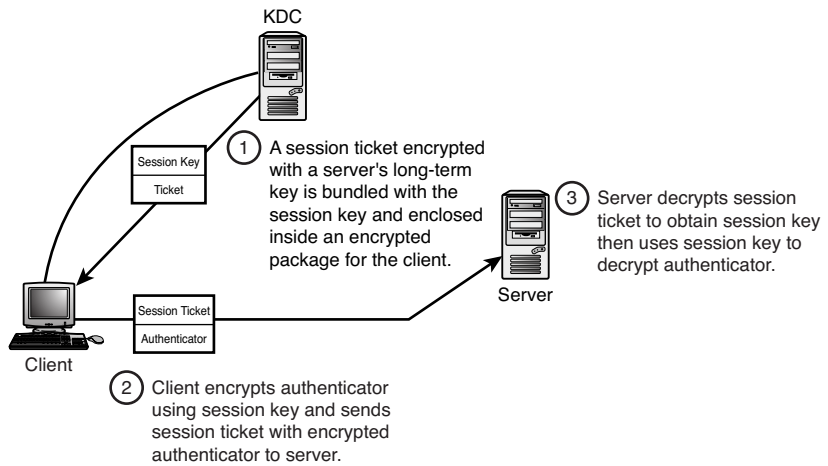 KDC
1
A session ticket encrypted
with a server's long-term
key is bundled with the
session key and enclosed
inside an encrypted
package for the client.
Session Key
Ticket
3
Server decrypts session
ticket to obtain session key
then uses session key to
decrypt authenticator.
Server
Session Ticket
Authenticator
Client
2
Client encrypts authenticator
using session key and sends
session ticket with encrypted
authenticator to server.